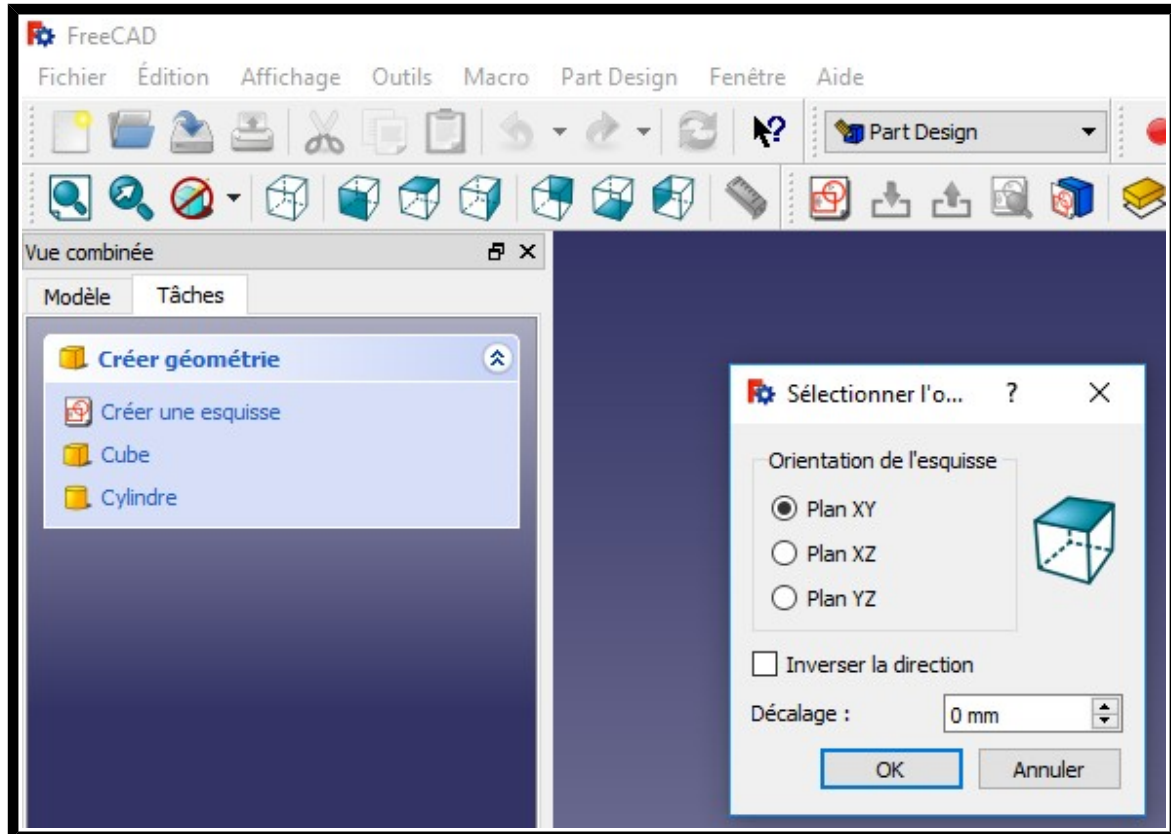 FreeCAD
Fichier Édition Affichage Outils Macro Part Design Fenêtre Aide
Part Design
Vue combinée
Modèle Tâches
Créer géométrie
Créer une esquisse
Cube
Cylindre
Sélectionner l'o... ?
Orientation de l'esquisse
Plan XY
Plan XZ
Plan YZ
Inverser la direction
Décalage : 0 mm
OK Annuler